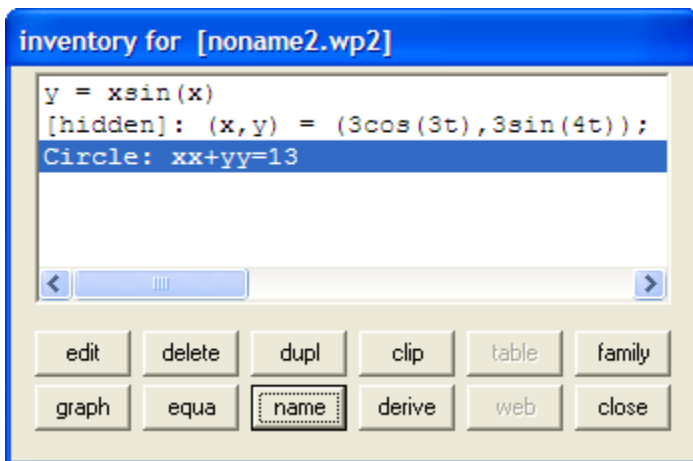 inventory for [noname2.wp2]
y = xsin(x)
[hidden]: (x,y) = (3cos(3t),3sin(4t));
Circle: xx+yy=13
edit delete dupl clip table family
graph equa name derive web close